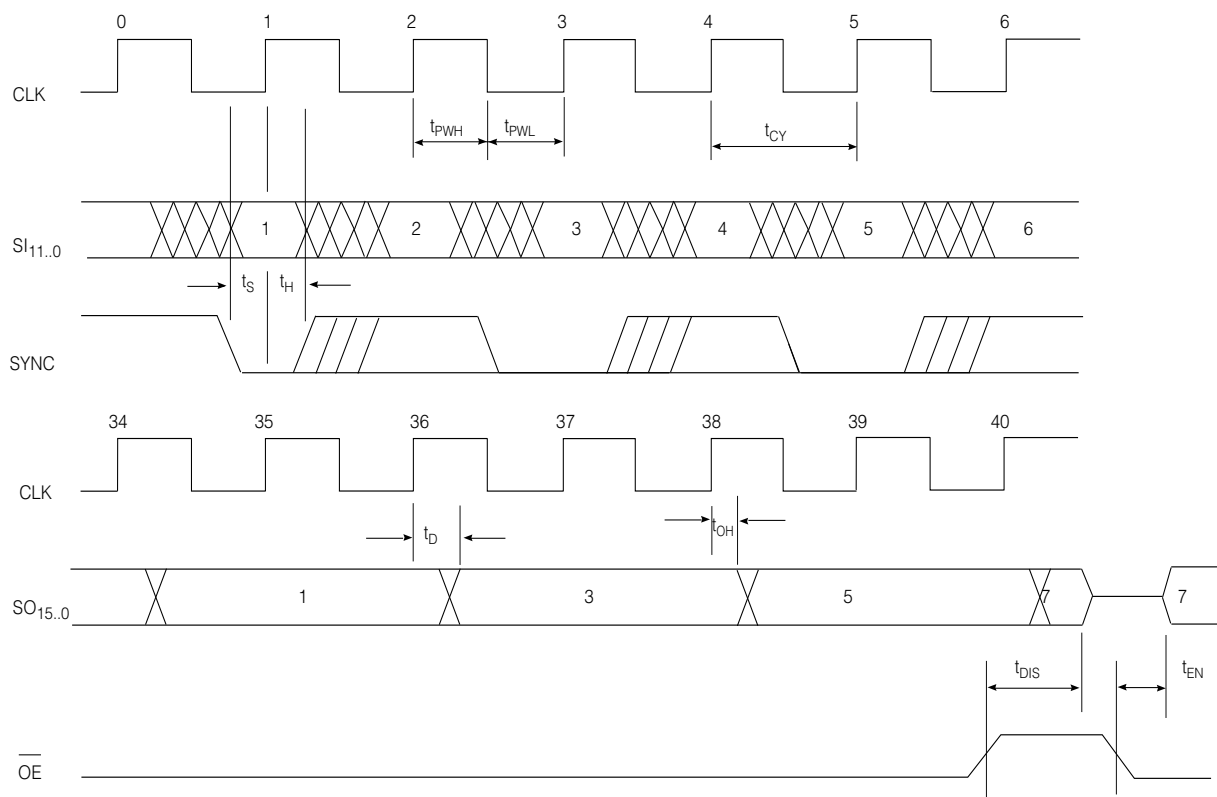 0 1 2 3 4 5 6
CLK
tPWH tPWL tCY
SI11..0 1 2 3 4 5 6
tS tH
SYNC
34 35 36 37 38 39 40
CLK
tD tOH
SO15..0 1 3 5 7 7
tDIS tEN
OE